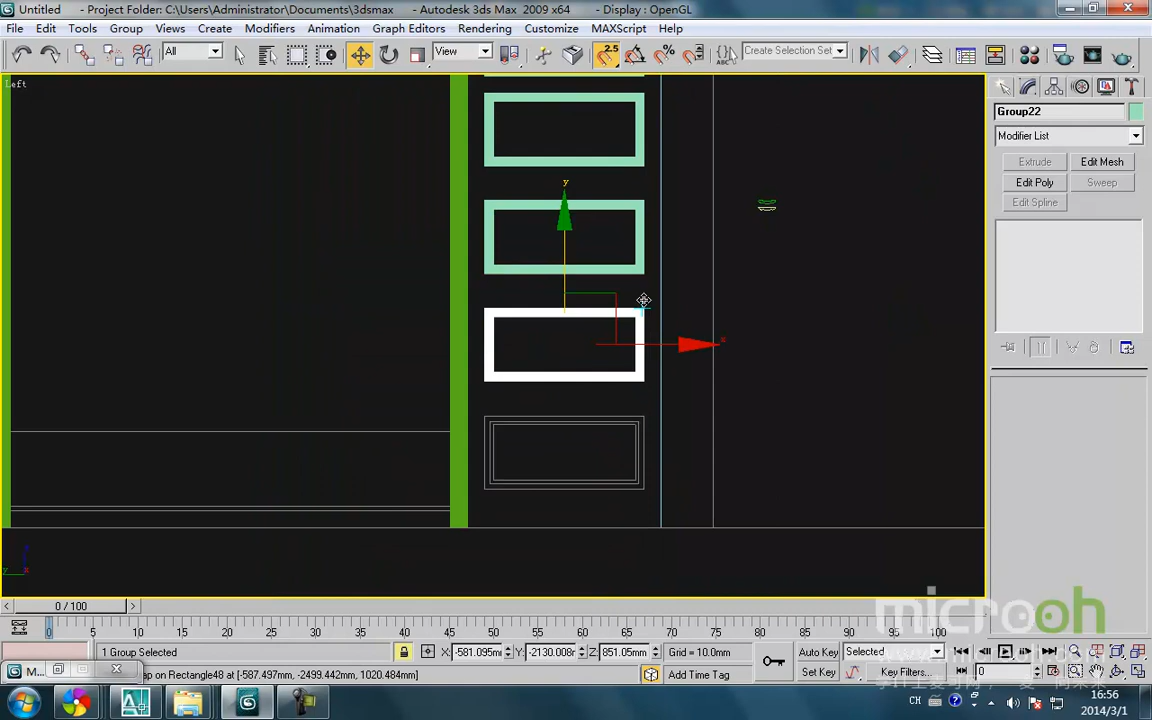 Untitled - Project Folder: C:\Users\Administrator\Documents\3dsmax - Autodesk 3ds Max 2009 x64 - Display : OpenGL
File Edit Tools Group Views Create Modifiers Animation Graph Editors Rendering Customize MAXScript Help
All View 2.5 Create Selection Set
Left
Group22
Modifier List
Extrude Edit Mesh
Edit Poly Sweep
Edit Spline
y
x
z
y x
0 / 100
0 5 10 15 20 25 30 35 40 45 50 55 60 65 70 75 80 85 90 95 100
microoh
1 Group Selected X: -581.095m Y: -2130.008m Z: 851.05mm Grid = 10.0mm Auto Key Selected
M... ap on Rectangle48 at [-587.497mm, -2499.442mm, 1020.484mm] Add Time Tag Set Key Key Filters... 0
CH 16:56
2014/3/1